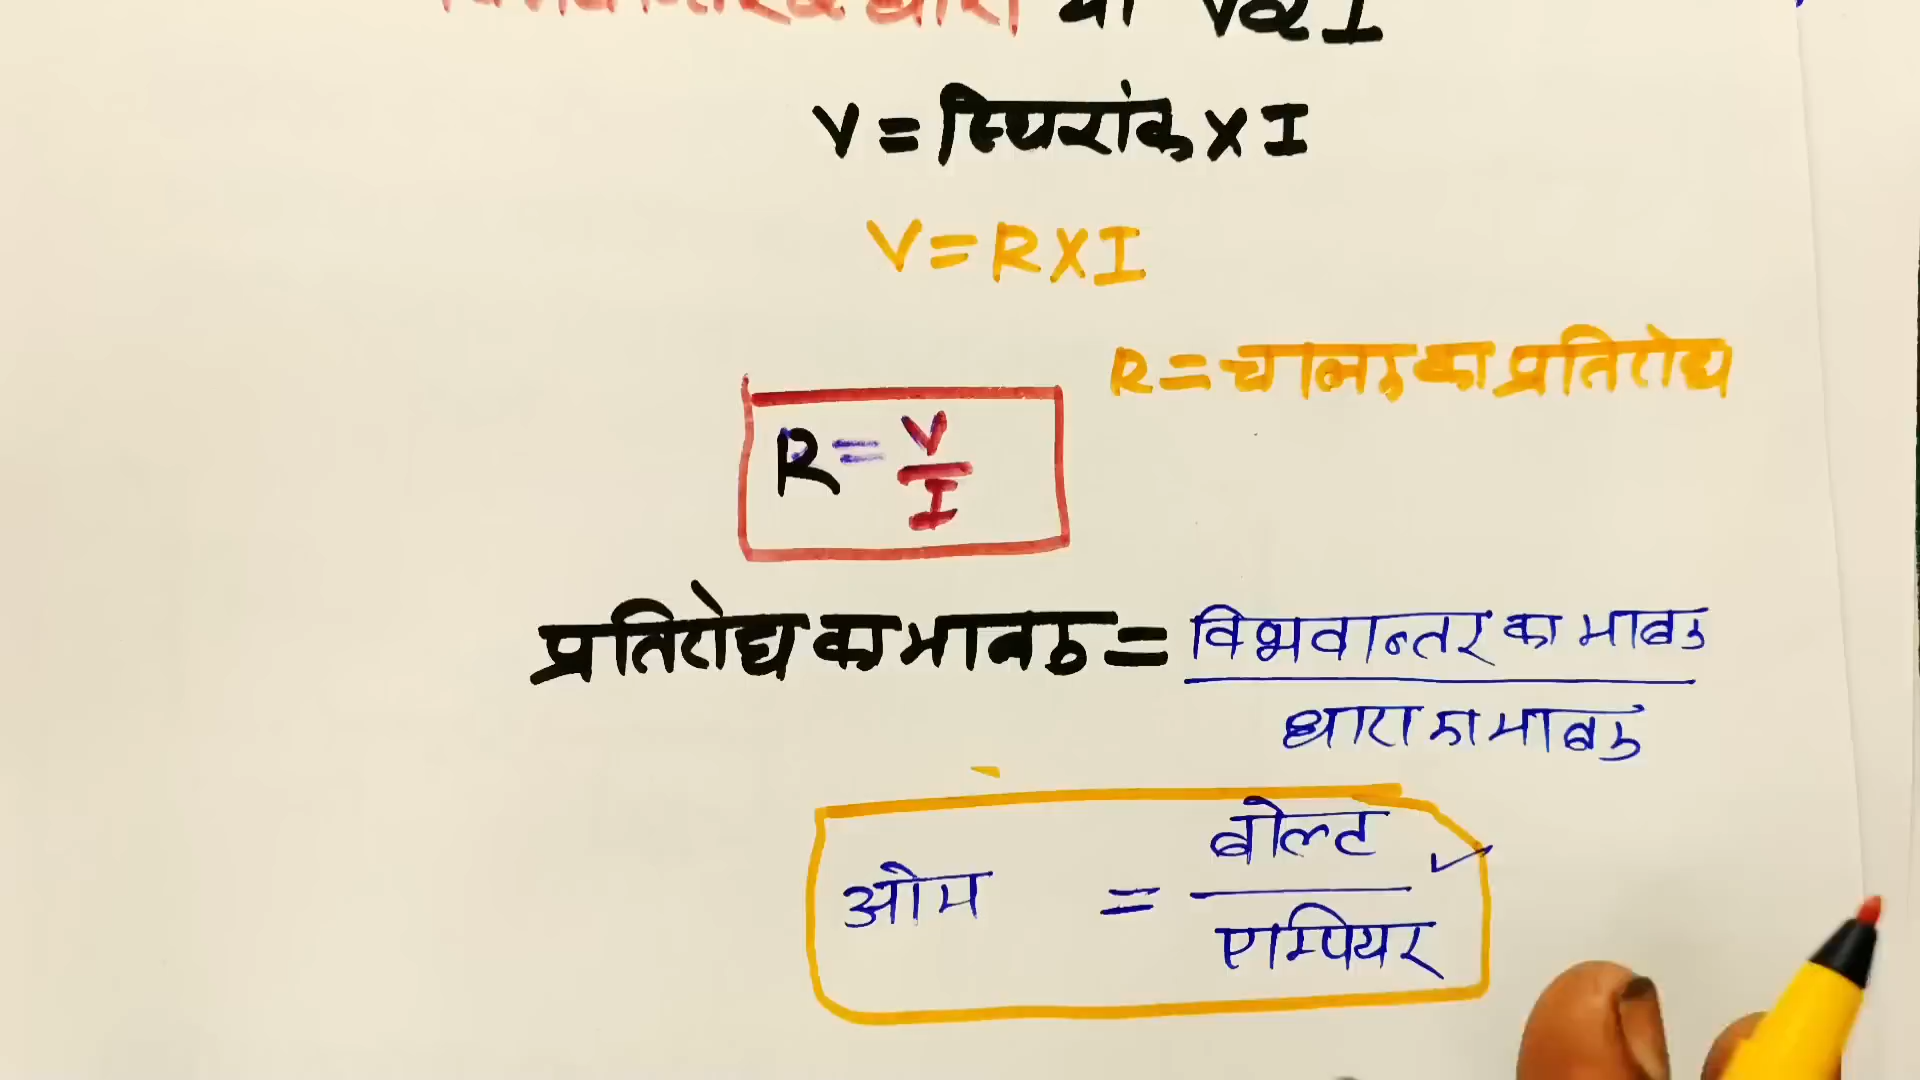 या V∝I
V = स्थिरांक X I
V = R X I
R = चालक का प्रतिरोध
R = V/I
प्रतिरोध का मात्रक = विभवान्तर का मात्रक / धारा का मात्रक
ओम = वोल्ट / एम्पियर